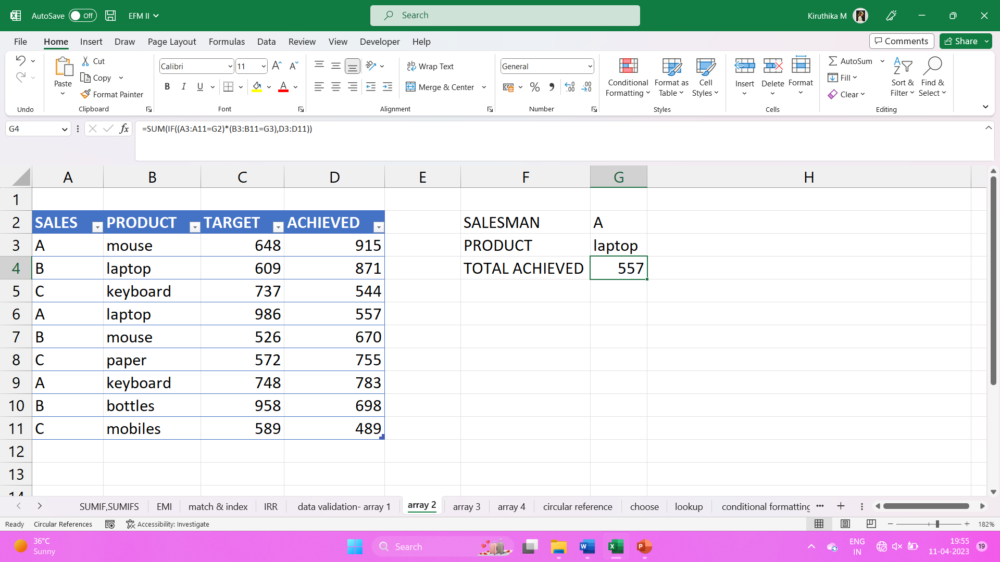 AutoSave Off EFM II Search Kiruthika M
File Home Insert Draw Page Layout Formulas Data Review View Developer Help Comments Share
Cut Calibri 11 Wrap Text General AutoSum
Copy Fill
Paste Format Painter B I U A Merge & Center % Conditional Format as Cell Insert Delete Format Clear Sort & Find &
Formatting Table Styles Filter Select
Undo Clipboard Font Alignment Number Styles Cells Editing
G4 fx =SUM(IF((A3:A11=G2)*(B3:B11=G3),D3:D11))
A B C D E F G H
1
2 SALES PRODUCT TARGET ACHIEVED SALESMAN A
3 A mouse 648 915 PRODUCT laptop
4 B laptop 609 871 TOTAL ACHIEVED 557
5 C keyboard 737 544
6 A laptop 986 557
7 B mouse 526 670
8 C paper 572 755
9 A keyboard 748 783
10 B bottles 958 698
11 C mobiles 589 489
12
13
14
SUMIF,SUMIFS EMI match & index IRR data validation- array 1 array 2 array 3 array 4 circular reference choose lookup conditional formatting ...
Ready Circular References Accessibility: Investigate 182%
36°C ENG 19:55
Sunny Search IN 11-04-2023 19